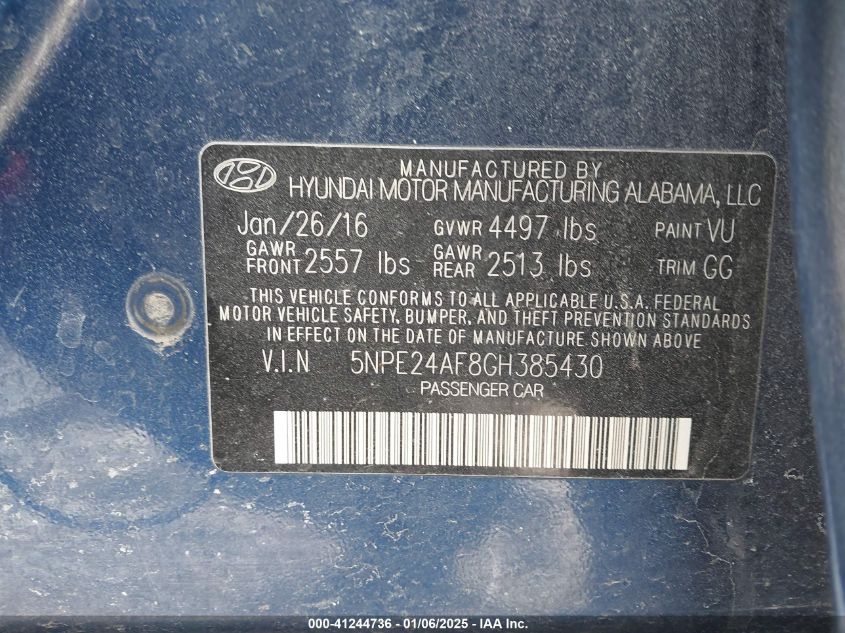 MANUFACTURED BY
HYUNDAI MOTOR MANUFACTURING ALABAMA, LLC
Jan/26/16 GVWR 4497 lbs PAINT VU
GAWR FRONT 2557 lbs GAWR REAR 2513 lbs TRIM GG
THIS VEHICLE CONFORMS TO ALL APPLICABLE U.S.A. FEDERAL
MOTOR VEHICLE SAFETY, BUMPER, AND THEFT PREVENTION STANDARDS
IN EFFECT ON THE DATE OF MANUFACTURE SHOWN ABOVE
V.I.N 5NPE24AF8GH385430
PASSENGER CAR
000-41244736 - 01/06/2025 - IAA Inc.